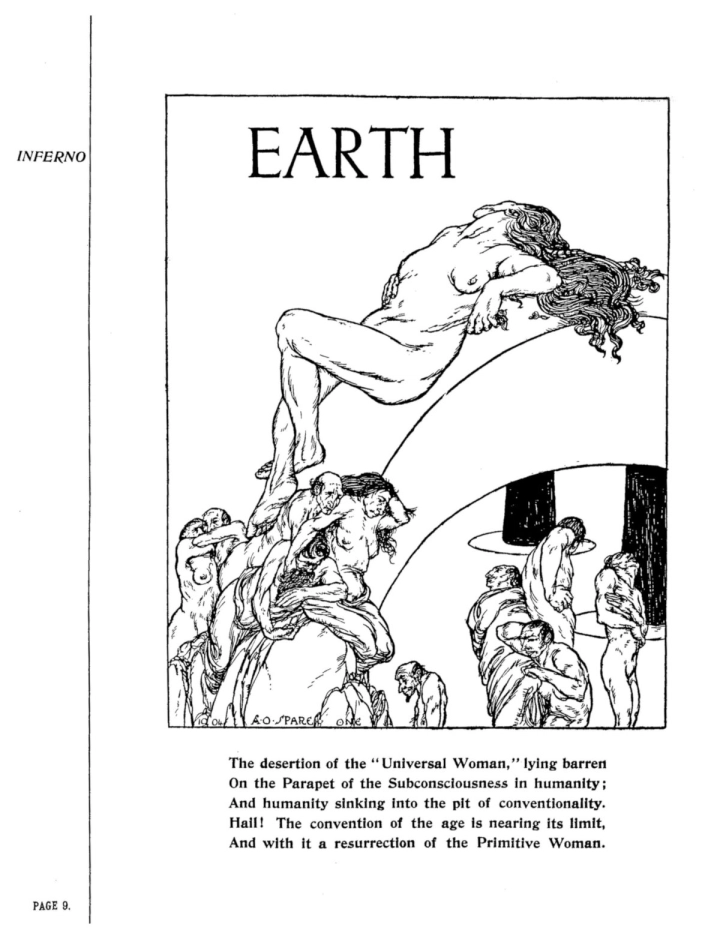 INFERNO
EARTH
1904 A·O·SPARE ONE
The desertion of the “Universal Woman,” lying barren
On the Parapet of the Subconsciousness in humanity;
And humanity sinking into the pit of conventionality.
Hail! The convention of the age is nearing its limit,
And with it a resurrection of the Primitive Woman.
PAGE 9.